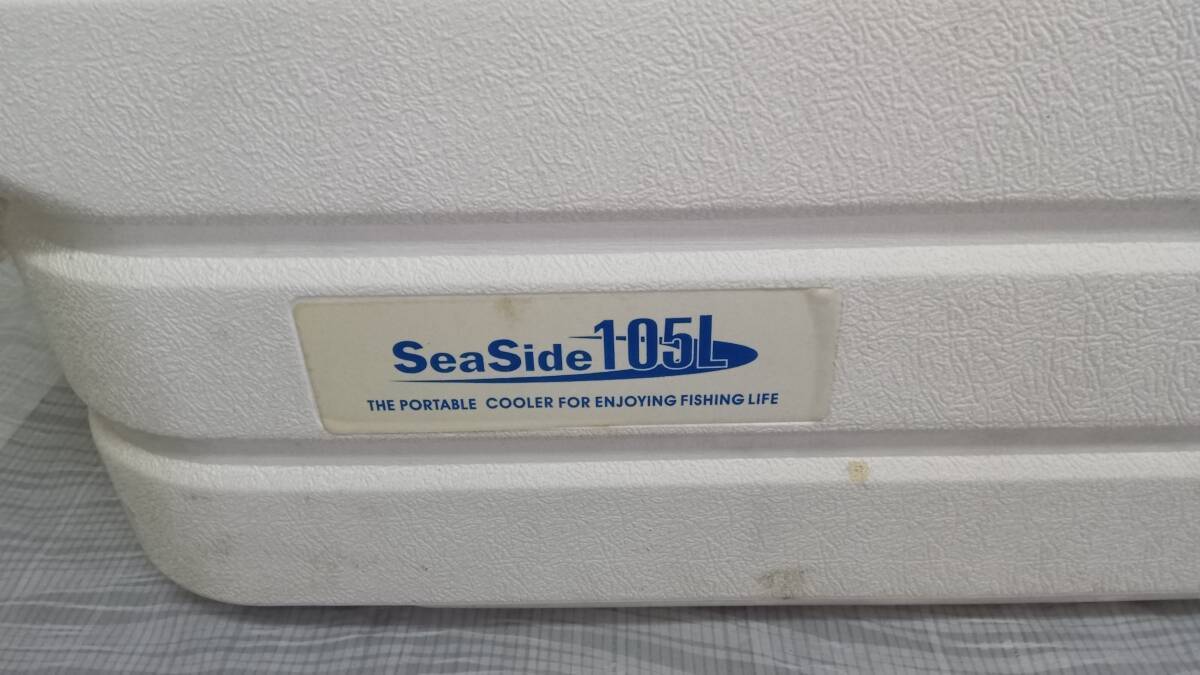 SeaSide 105L
THE PORTABLE COOLER FOR ENJOYING FISHING LIFE